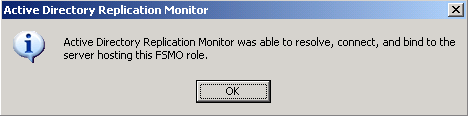 Active Directory Replication Monitor
Active Directory Replication Monitor was able to resolve, connect, and bind to the
server hosting this FSMO role.
OK